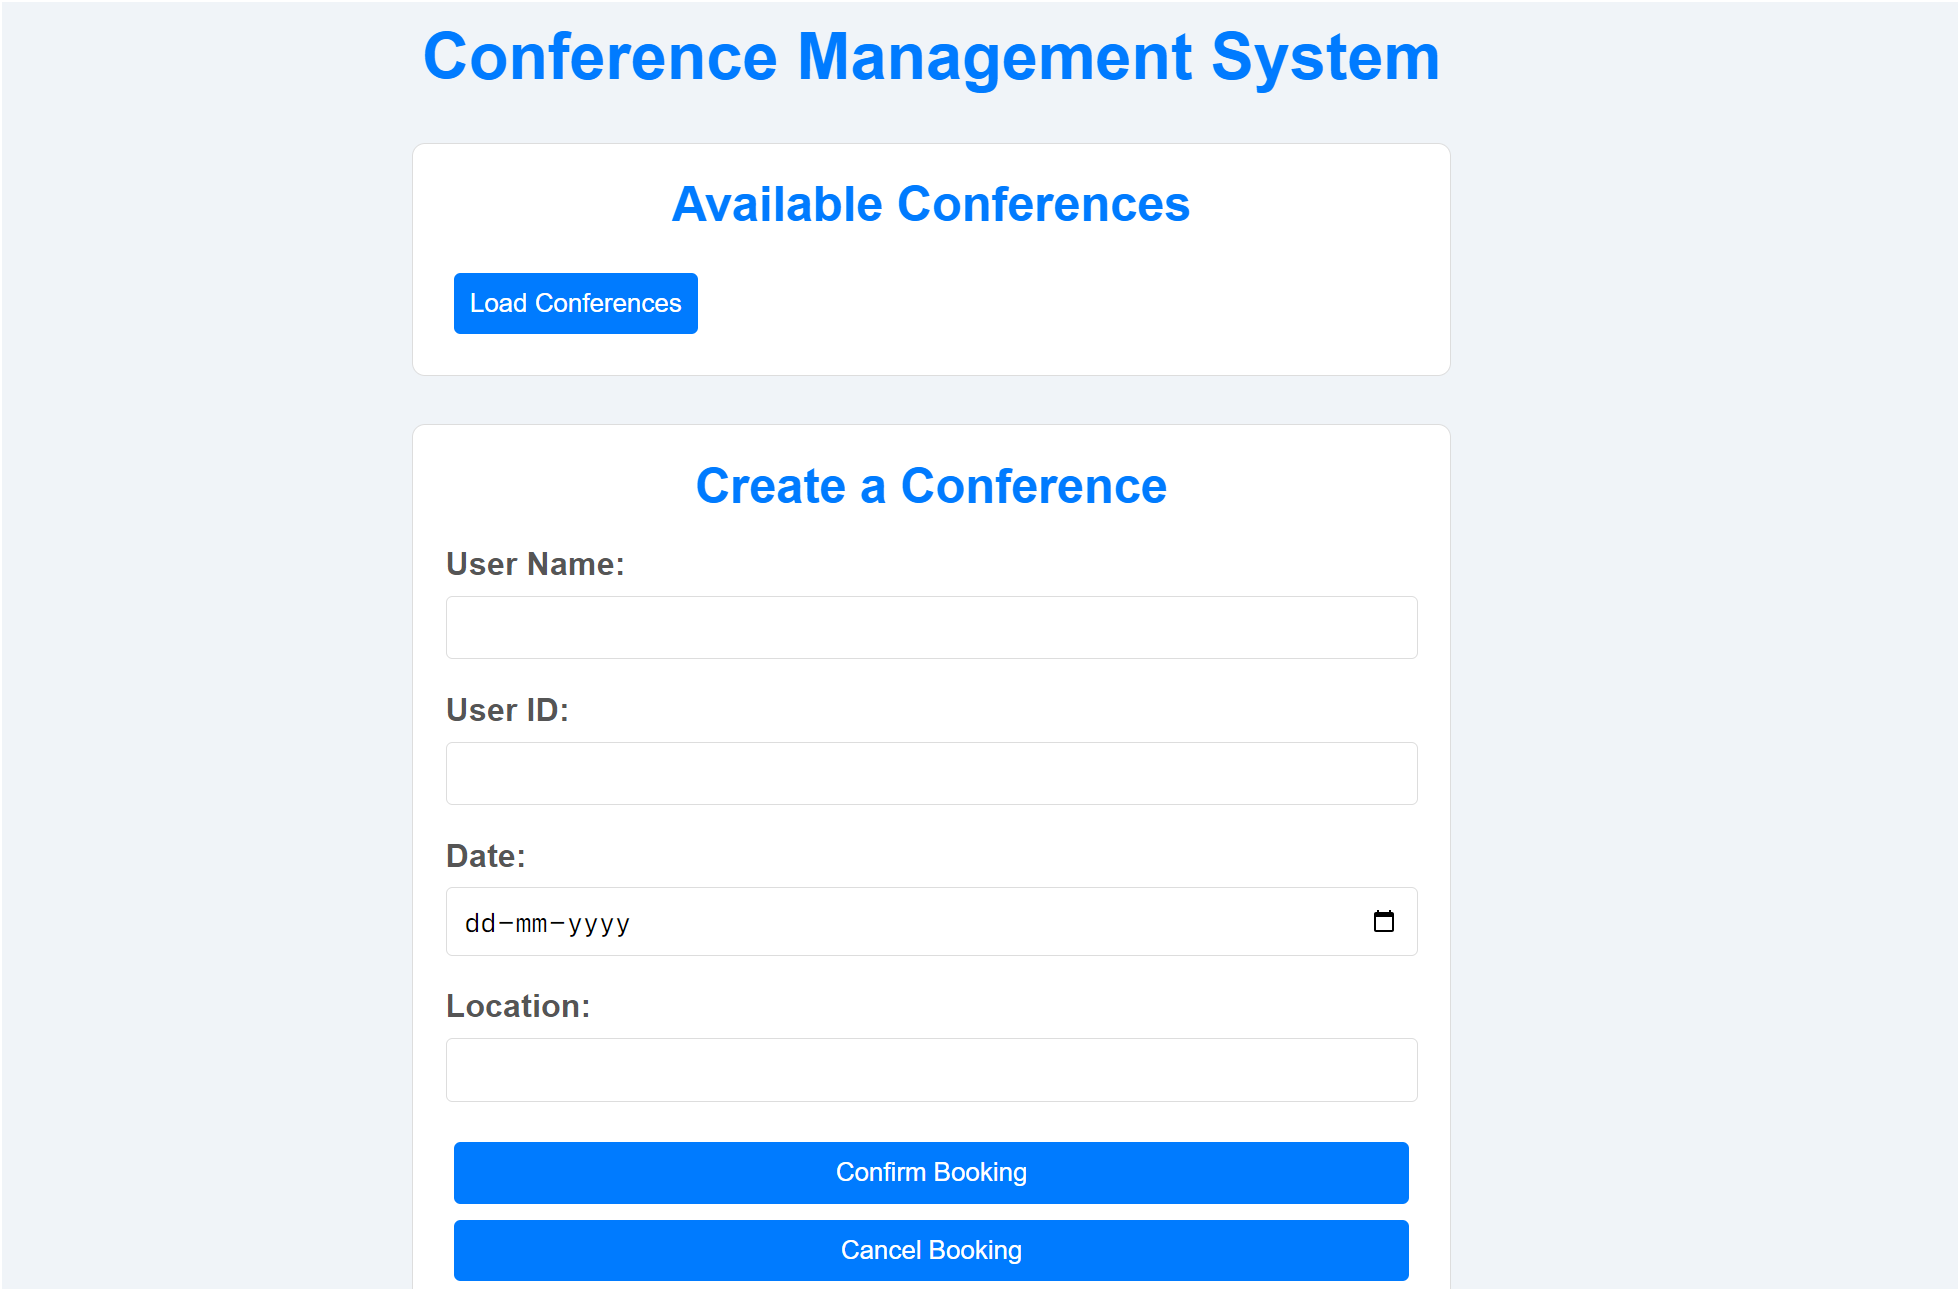 Conference Management System
Available Conferences
Load Conferences
Create a Conference
User Name:
User ID:
Date:
dd-mm-yyyy
Location:
Confirm Booking
Cancel Booking